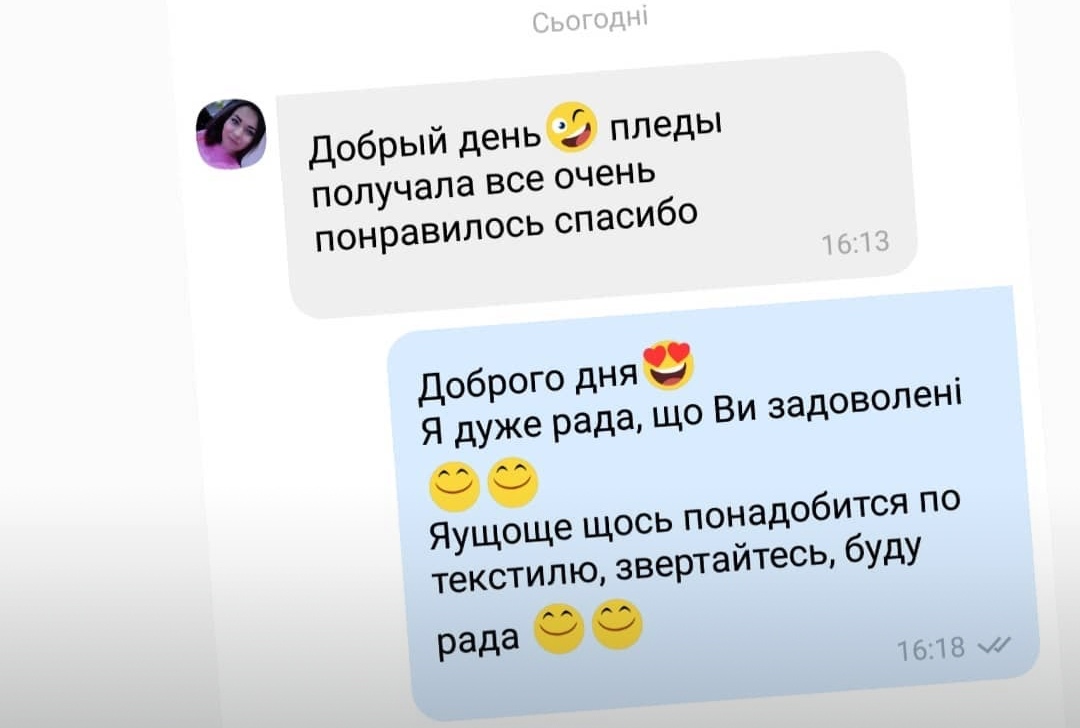 Сьогодні
Добрый день🤪 пледы
получала все очень
понравилось спасибо
16:13
Доброго дня😍
Я дуже рада, що Ви задоволені
😊😊
Яущоще щось понадобится по
текстилю, звертайтесь, буду
рада 😊😊
16:18